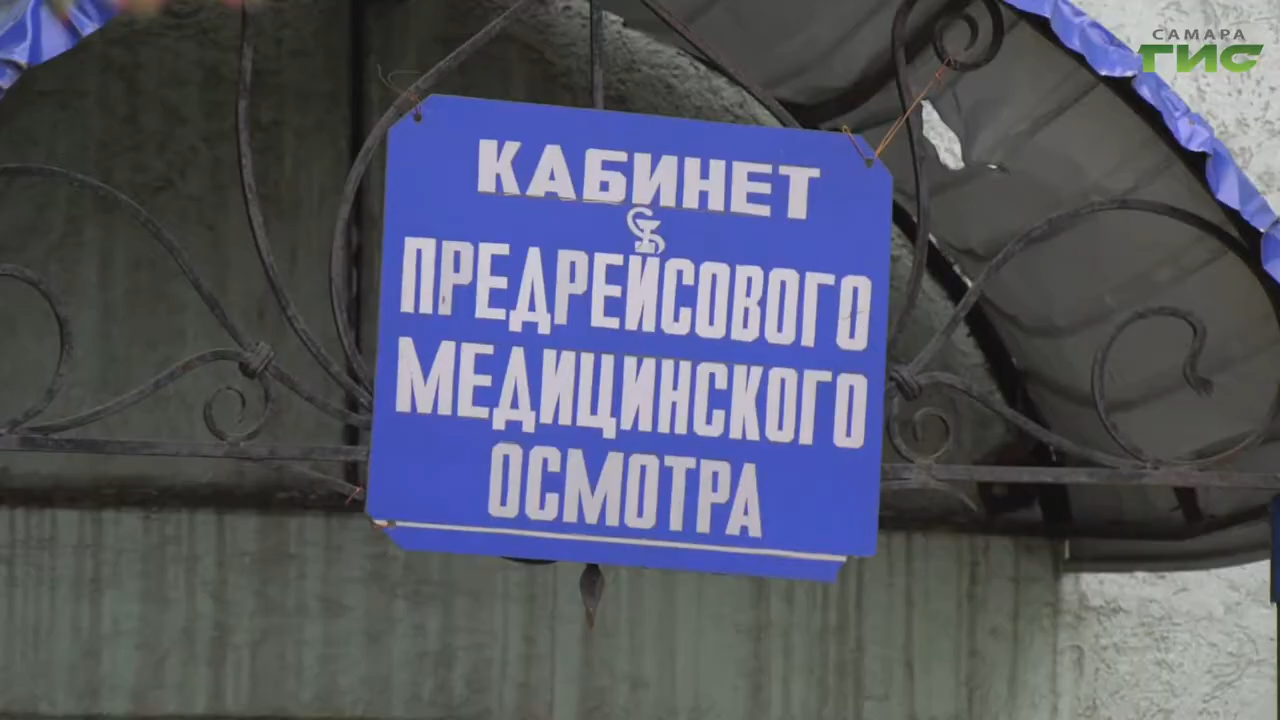 САМАРА
ГИС
КАБИНЕТ
ПРЕДРЕЙСОВОГО
МЕДИЦИНСКОГО
ОСМОТРА